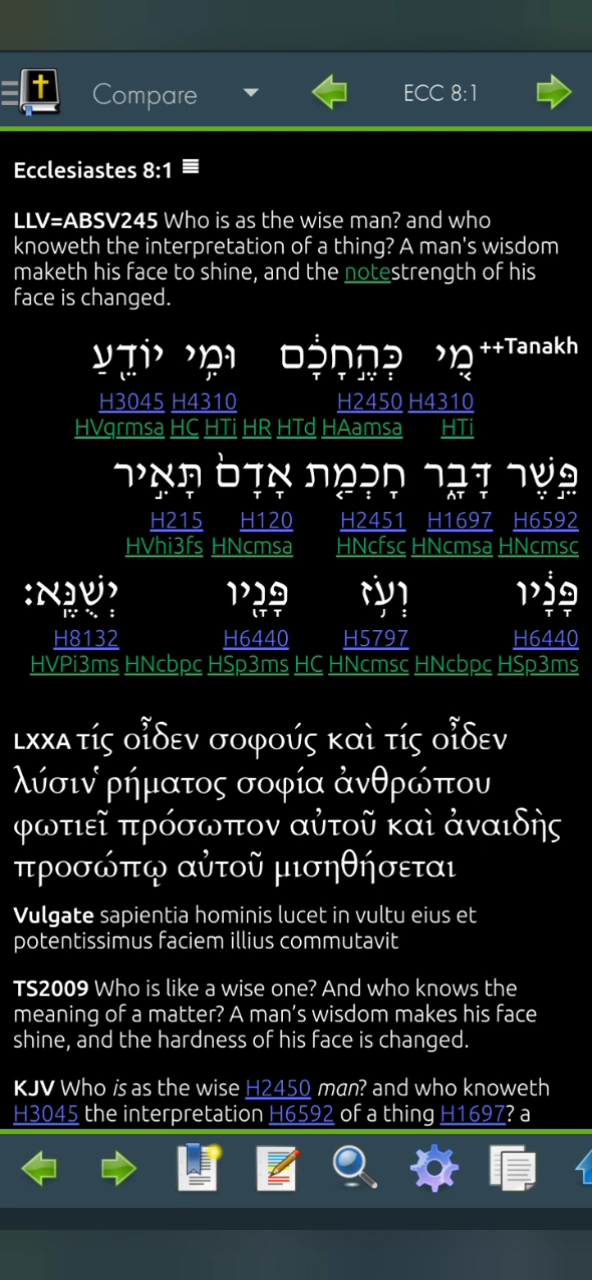 Compare ECC 8:1
Ecclesiastes 8:1
LLV=ABSV245 Who is as the wise man? and who
knoweth the interpretation of a thing? A man's wisdom
maketh his face to shine, and the notestrength of his
face is changed.
++Tanakh מִ֚י כְּהֶ֣חָכָ֔ם וּמִ֥י יוֹדֵ֖עַ
H3045 H4310 H2450 H4310
HVqrmsa HC HTi HR HTd HAamsa HTi
פֵּ֣שֶׁר דָּבָ֑ר חָכְמַ֤ת אָדָם֙ תָּאִ֣יר
H215 H120 H2451 H1697 H6592
HVhi3fs HNcmsa HNcfsc HNcmsa HNcmsc
פָּנָ֔יו וְעֹ֥ז פָּנָ֖יו יְשֻׁנֶּֽא׃
H8132 H6440 H5797 H6440
HVPi3ms HNcbpc HSp3ms HC HNcmsc HNcbpc HSp3ms
LXXA τίς οἶδεν σοφούς καὶ τίς οἶδεν
λύσιν῾ ρήματος σοφία ἀνθρώπου
φωτιεῖ πρόσωπον αὐτοῦ καὶ ἀναιδὴς
προσώπῳ αὐτοῦ μισηθήσεται
Vulgate sapientia hominis lucet in vultu eius et
potentissimus faciem illius commutavit
TS2009 Who is like a wise one? And who knows the
meaning of a matter? A man’s wisdom makes his face
shine, and the hardness of his face is changed.
KJV Who is as the wise H2450 man? and who knoweth
H3045 the interpretation H6592 of a thing H1697? a